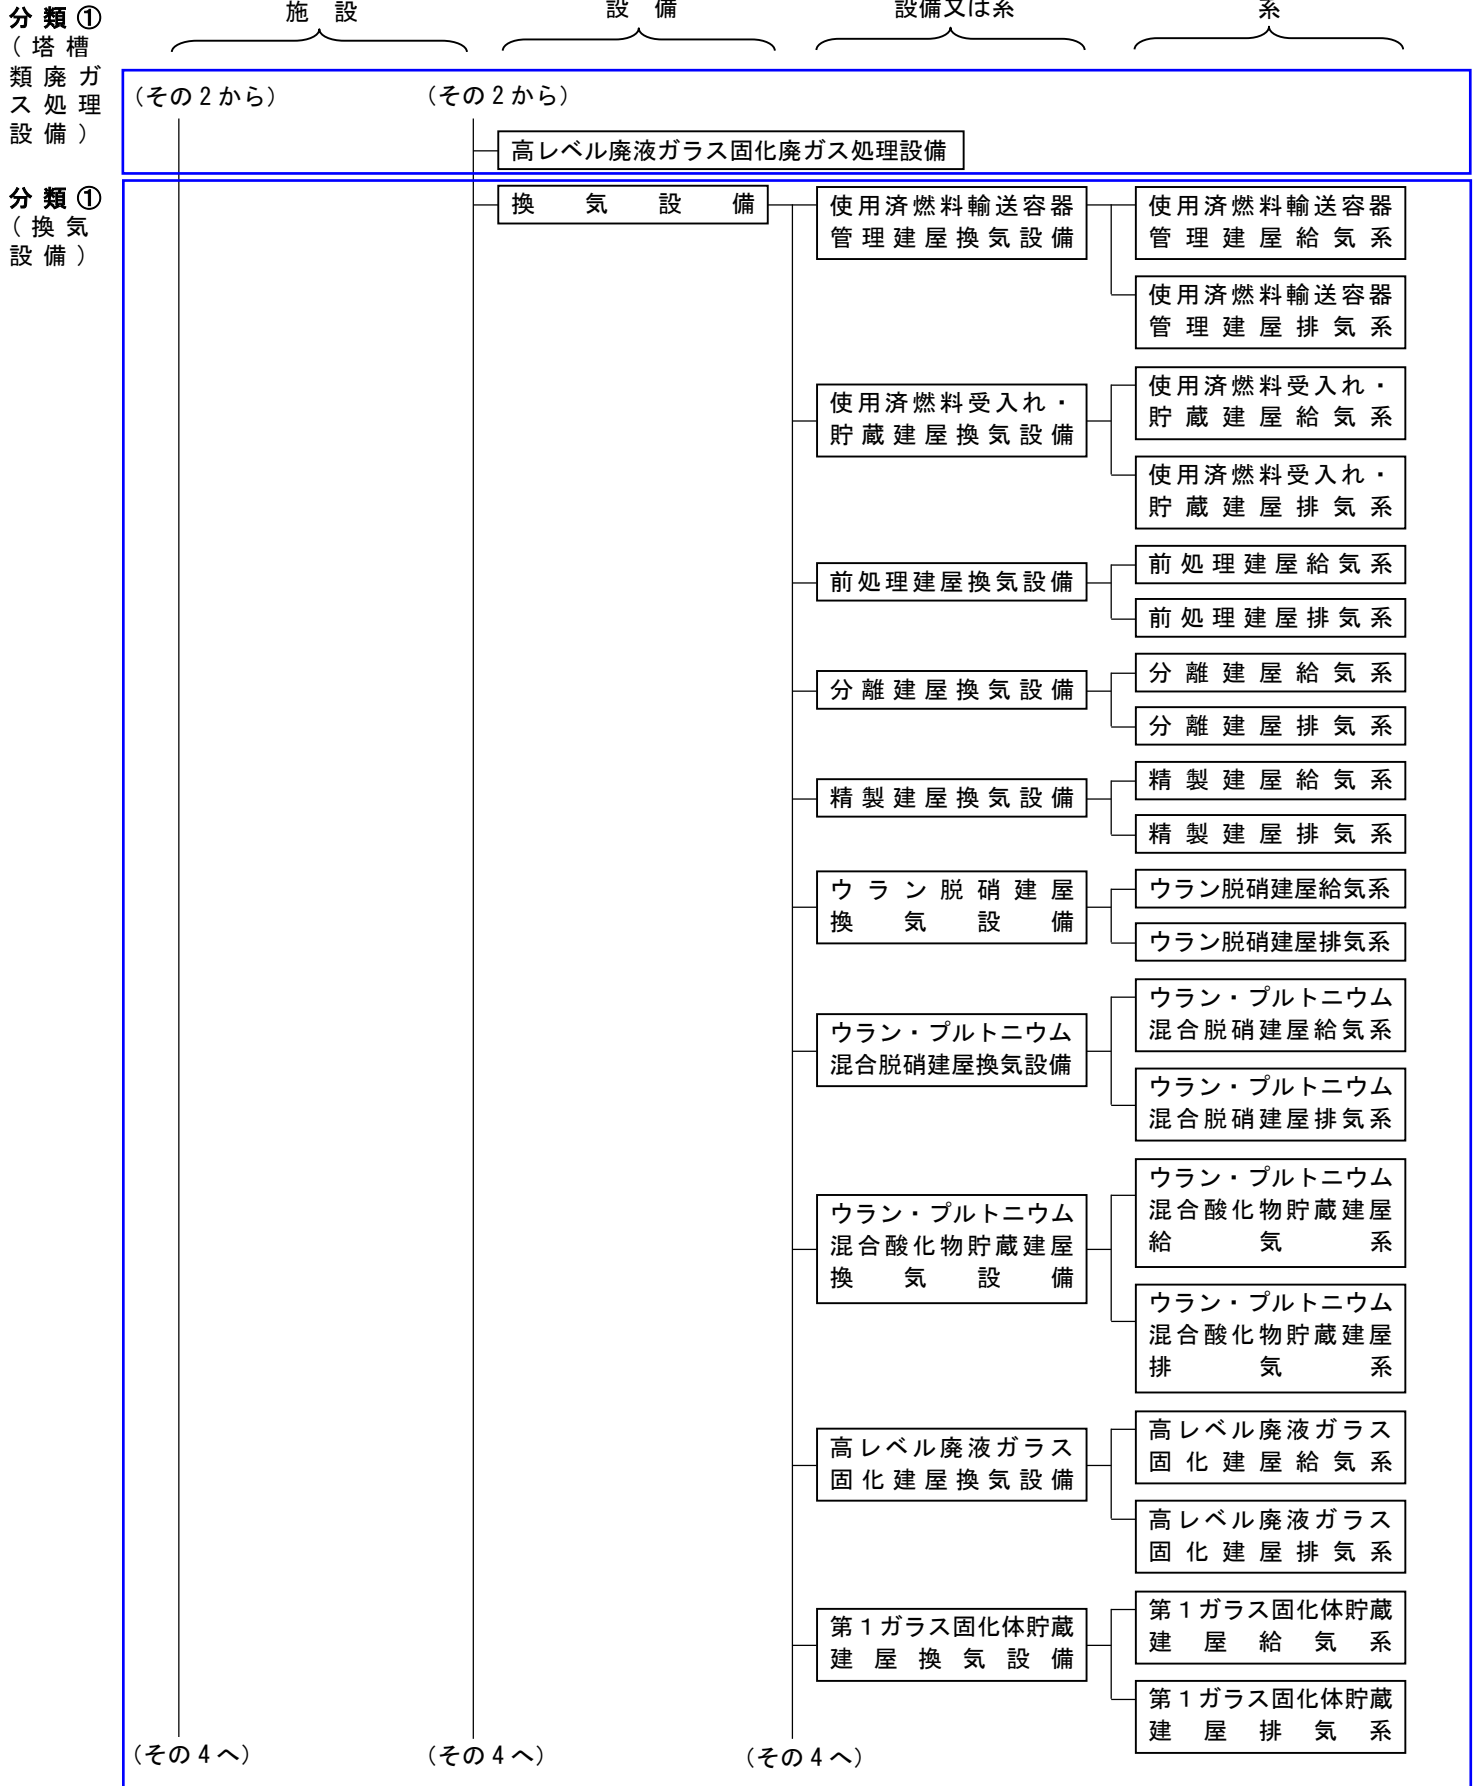 施設
設備
設備又は系
系
分類①
（塔槽
類廃ガ
ス処理
設備）
（その２から）
（その２から）
高レベル廃液ガラス固化廃ガス処理設備
分類①
（換気
設備）
換気設備
使用済燃料輸送容器
管理建屋換気設備
使用済燃料輸送容器
管理建屋給気系
使用済燃料輸送容器
管理建屋排気系
使用済燃料受入れ・
貯蔵建屋換気設備
使用済燃料受入れ・
貯蔵建屋給気系
使用済燃料受入れ・
貯蔵建屋排気系
前処理建屋換気設備
前処理建屋給気系
前処理建屋排気系
分離建屋換気設備
分離建屋給気系
分離建屋排気系
精製建屋換気設備
精製建屋給気系
精製建屋排気系
ウラン脱硝建屋
換気設備
ウラン脱硝建屋給気系
ウラン脱硝建屋排気系
ウラン・プルトニウム
混合脱硝建屋換気設備
ウラン・プルトニウム
混合脱硝建屋給気系
ウラン・プルトニウム
混合脱硝建屋排気系
ウラン・プルトニウム
混合酸化物貯蔵建屋
換気設備
ウラン・プルトニウム
混合酸化物貯蔵建屋
給気系
ウラン・プルトニウム
混合酸化物貯蔵建屋
排気系
高レベル廃液ガラス
固化建屋換気設備
高レベル廃液ガラス
固化建屋給気系
高レベル廃液ガラス
固化建屋排気系
第１ガラス固化体貯蔵
建屋換気設備
第１ガラス固化体貯蔵
建屋給気系
第１ガラス固化体貯蔵
建屋排気系
（その４へ）
（その４へ）
（その４へ）